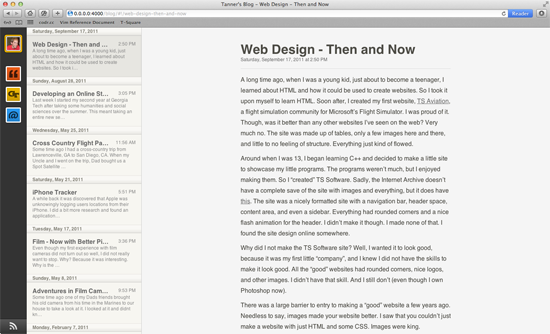 Tanner's Blog – Web Design – Then and Now
0.0.0.0:4000/blog/#!/web-design-then-and-now
Reader
Vim Reference Document
T-Square
Saturday, September 17, 2011
Web Design - Then and ...
2:50 PM
A long time ago, when I was a young kid, just about to become a teenager, I learned about HTML and how it could be used to create websites. So I took i...
Sunday, August 28, 2011
Developing an Online St...
Last week I started my second year at Georgia Tech after taking some humanities and social sciences over the summer. This meant taking an entire new se...
Wednesday, May 25, 2011
Cross Country Flight Pa...
11:56 AM
Some time ago I had a cross-country trip from Lawrenceville, GA to San Diego, CA. When my Uncle and I went on the trip, Dad bought us a Spot Satellite....
Saturday, May 21, 2011
iPhone Tracker
5:51 PM
A while back it was discovered that Apple was unknowingly logging users locations from their iPhone. I did a bit more research and found an application...
Tuesday, May 17, 2011
Film - Now with Better Pi...
3:36 PM
Even though my first experience with film cameras did not turn out so well, I did not really want to stop. Why? Because it was interesting. Why is the...
Sunday, May 8, 2011
Adventures in Film Cam...
Some time ago one of my Dads friends brought his old camera from his time in the Marines to our house to take a look at. I looked at it and didn't
Monday, February 7, 2011
Web Design - Then and Now
Saturday, September 17, 2011 at 2:50 PM
A long time ago, when I was a young kid, just about to become a teenager, I
learned about HTML and how it could be used to create websites. So I took it
upon myself to learn HTML. Soon after, I created my first website, TS Aviation,
a flight simulation community for Microsoft's Flight Simulator. I was proud of it.
Though, was it better than any other websites I've seen on the web? Very
much no. The site was made up of tables, only a few images here and there,
and little to no feeling of structure. Everything just kind of flowed.
Around when I was 13, I began learning C++ and decided to make a little site
to showcase my little programs. The programs weren't much, but I enjoyed
making them. So I "created" TS Software. Sadly, the Internet Archive doesn't
have a complete save of the site with images and everything, but it does have
this. The site was a nicely formatted site with a navigation bar, header space,
content area, and even a sidebar. Everything had rounded corners and a nice
flash animation for the header. I didn't make it though. I made none of that. I
found the site design online somewhere.
Why did I not make the TS Software site? Well, I wanted it to look good,
because it was my first little "company", and I knew I did not have the skills to
make it look good. All the "good" websites had rounded corners, nice logos,
and other images. I didn't have that skill. And I still don't (even though I own
Photoshop now).
There was a large barrier to entry to making a "good" website a few years ago.
Needless to say, images made your website better. I saw that you couldn't just
make a website with just HTML and some CSS. Images were king.